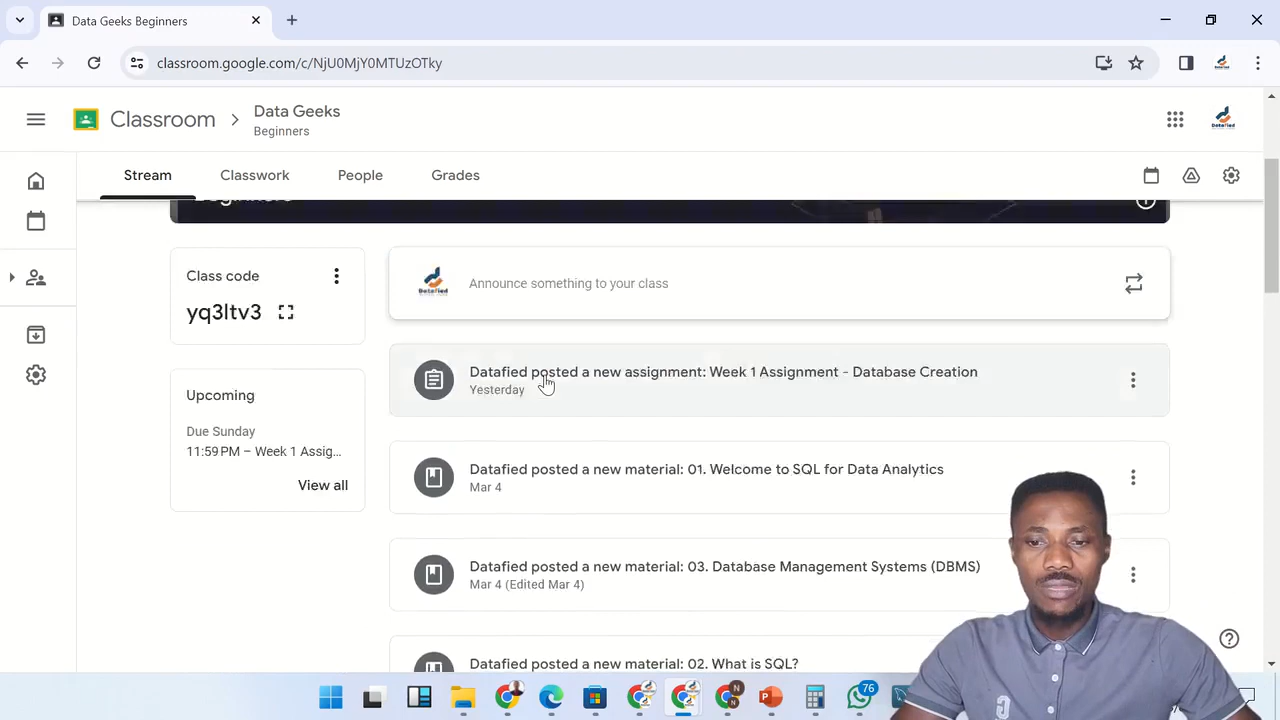 Data Geeks Beginners
classroom.google.com/c/NjU0MjY0MTUzOTky
Classroom
Data Geeks
Beginners
Stream
Classwork
People
Grades
Beginners
Class code
yq3ltv3
Announce something to your class
Datafied
Datafied posted a new assignment: Week 1 Assignment - Database Creation
Yesterday
Upcoming
Due Sunday
11:59 PM – Week 1 Assig...
View all
Datafied posted a new material: 01. Welcome to SQL for Data Analytics
Mar 4
Datafied posted a new material: 03. Database Management Systems (DBMS)
Mar 4 (Edited Mar 4)
Datafied posted a new material: 02. What is SQL?
N
76